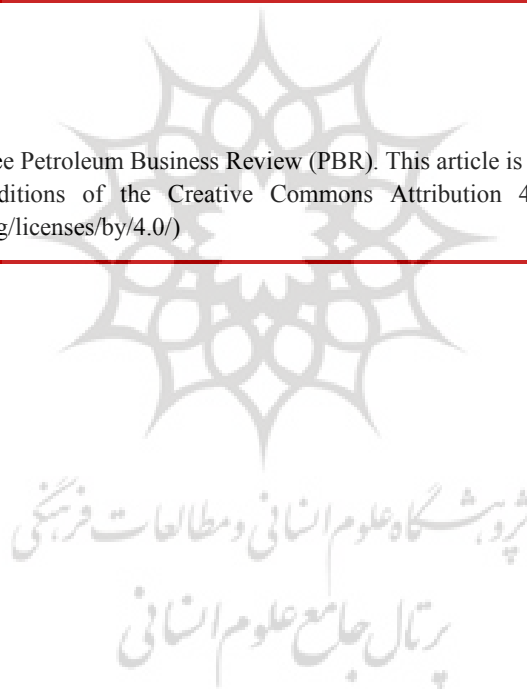 ee Petroleum Business Review (PBR). This article is
ditions of the Creative Commons Attribution 4
g/licenses/by/4.0/)
پژوهشگاه علوم انسانی و مطالعات فرهنگی
پرتال جامع علوم انسانی